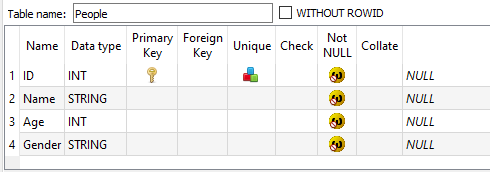 Table name: People WITHOUT ROWID
Name Data type Primary Key Foreign Key Unique Check Not NULL Collate
1 ID INT NULL
2 Name STRING NULL
3 Age INT NULL
4 Gender STRING NULL